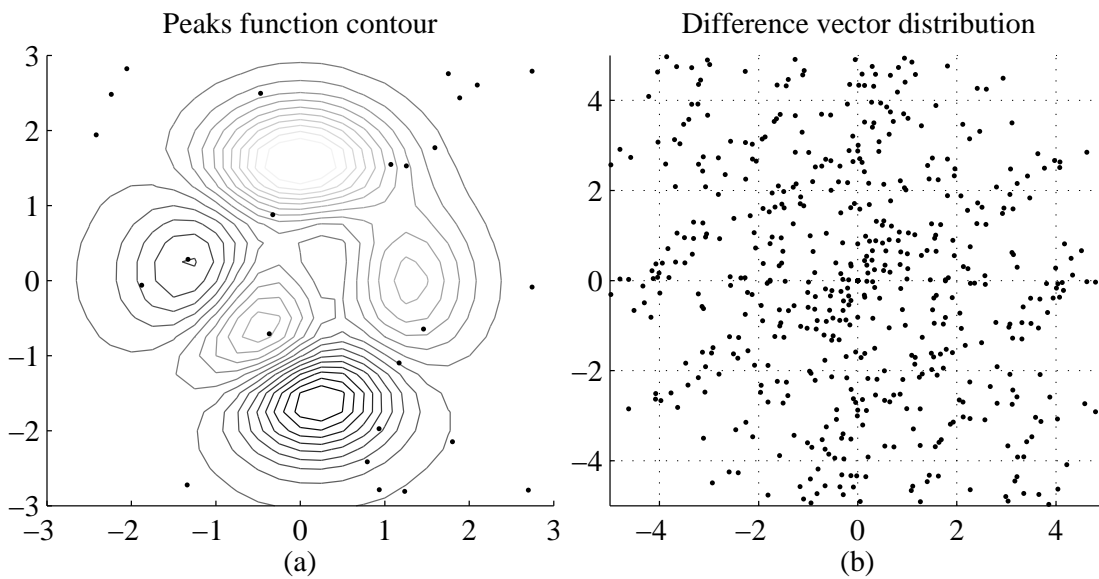 Peaks function contour
3
2
1
0
−1
−2
−3
−3 −2 −1 0 1 2 3
(a)
Difference vector distribution
4
2
0
−2
−4
−4 −2 0 2 4
(b)